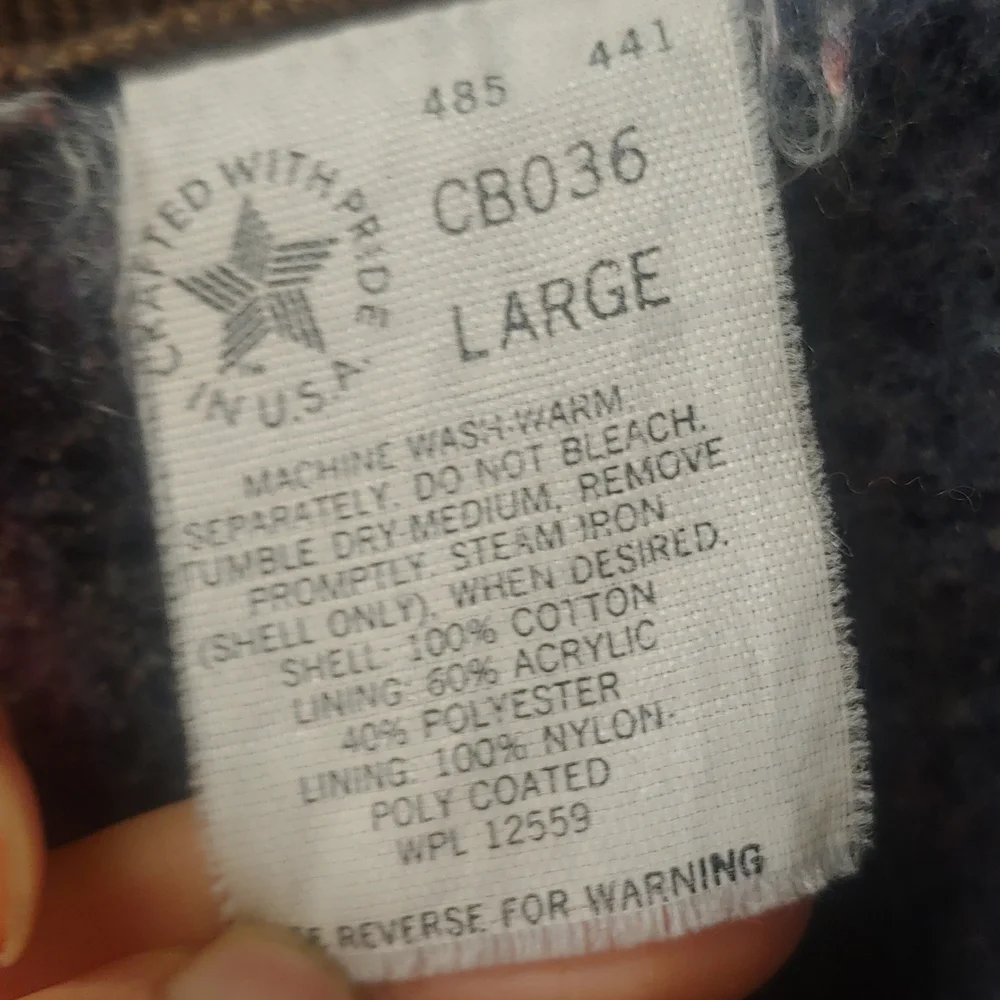 485 441
CB036
LARGE
CRAFTED WITH PRIDE
IN U.S.A.
MACHINE WASH-WARM,
SEPARATELY. DO NOT BLEACH.
TUMBLE DRY-MEDIUM. REMOVE
PROMPTLY. STEAM IRON
(SHELL ONLY), WHEN DESIRED.
SHELL: 100% COTTON
LINING: 60% ACRYLIC
40% POLYESTER
LINING: 100% NYLON-
POLY COATED
WPL 12559
REVERSE FOR WARNING